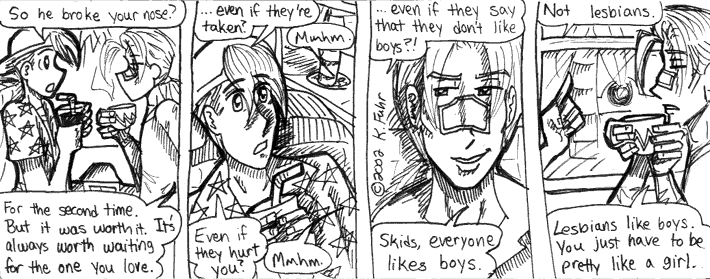 So he broke your nose?
For the second time.
But it was worth it. It's
always worth waiting
for the one you love.
...even if they're
taken?
Mmhm.
Even if
they hurt
you?
Mmhm.
...even if they say
that they don't like
boys?!
©2002 K. Fuhr
Skids, everyone
likes boys.
Not lesbians.
Lesbians like boys.
You just have to be
pretty like a girl.